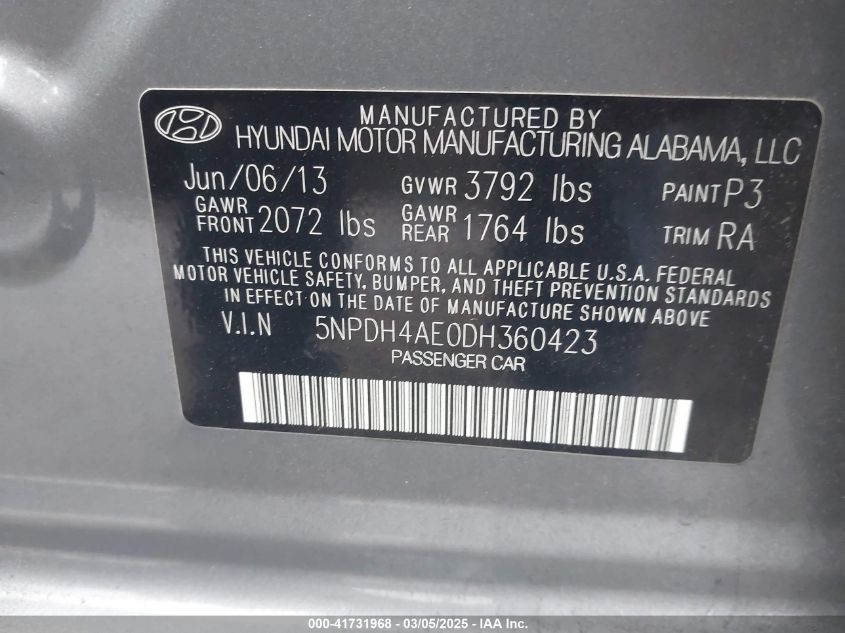 MANUFACTURED BY
HYUNDAI MOTOR MANUFACTURING ALABAMA, LLC
Jun/06/13 GVWR 3792 lbs PAINT P3
GAWR FRONT 2072 lbs GAWR REAR 1764 lbs TRIM RA
THIS VEHICLE CONFORMS TO ALL APPLICABLE U.S.A. FEDERAL
MOTOR VEHICLE SAFETY, BUMPER, AND THEFT PREVENTION STANDARDS
IN EFFECT ON THE DATE OF MANUFACTURE SHOWN ABOVE.
V.I.N 5NPDH4AE0DH360423
PASSENGER CAR
000-41731968 - 03/05/2025 - IAA Inc.